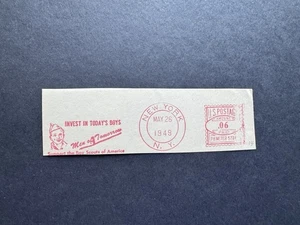 INVEST IN TODAY'S BOYS
Men of Tomorrow
Support the Boy Scouts of America
NEW YORK
MAY 26
1949
N. Y.
U.S. POSTAGE
.06